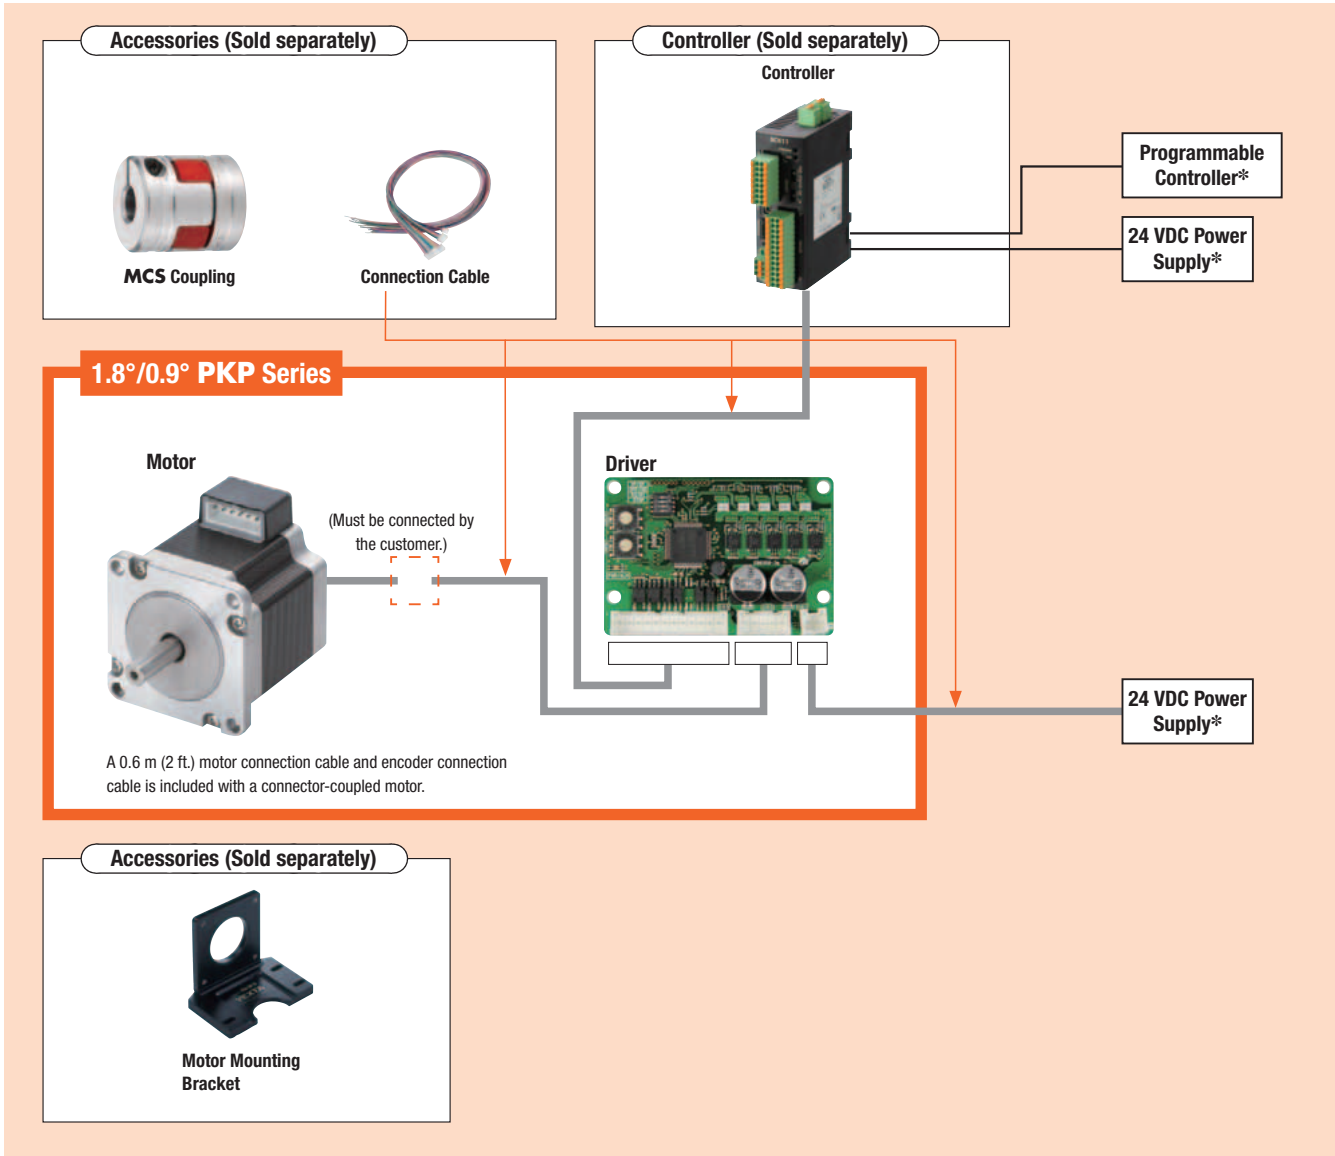 Accessories (Sold separately)
Controller (Sold separately)
Controller
Programmable
Controller*
24 VDC Power
Supply*
MCS Coupling
Connection Cable
1.8°/0.9° PKP Series
Motor
Driver
(Must be connected by
the customer.)
24 VDC Power
Supply*
A 0.6 m (2 ft.) motor connection cable and encoder connection
cable is included with a connector-coupled motor.
Accessories (Sold separately)
Motor Mounting
Bracket